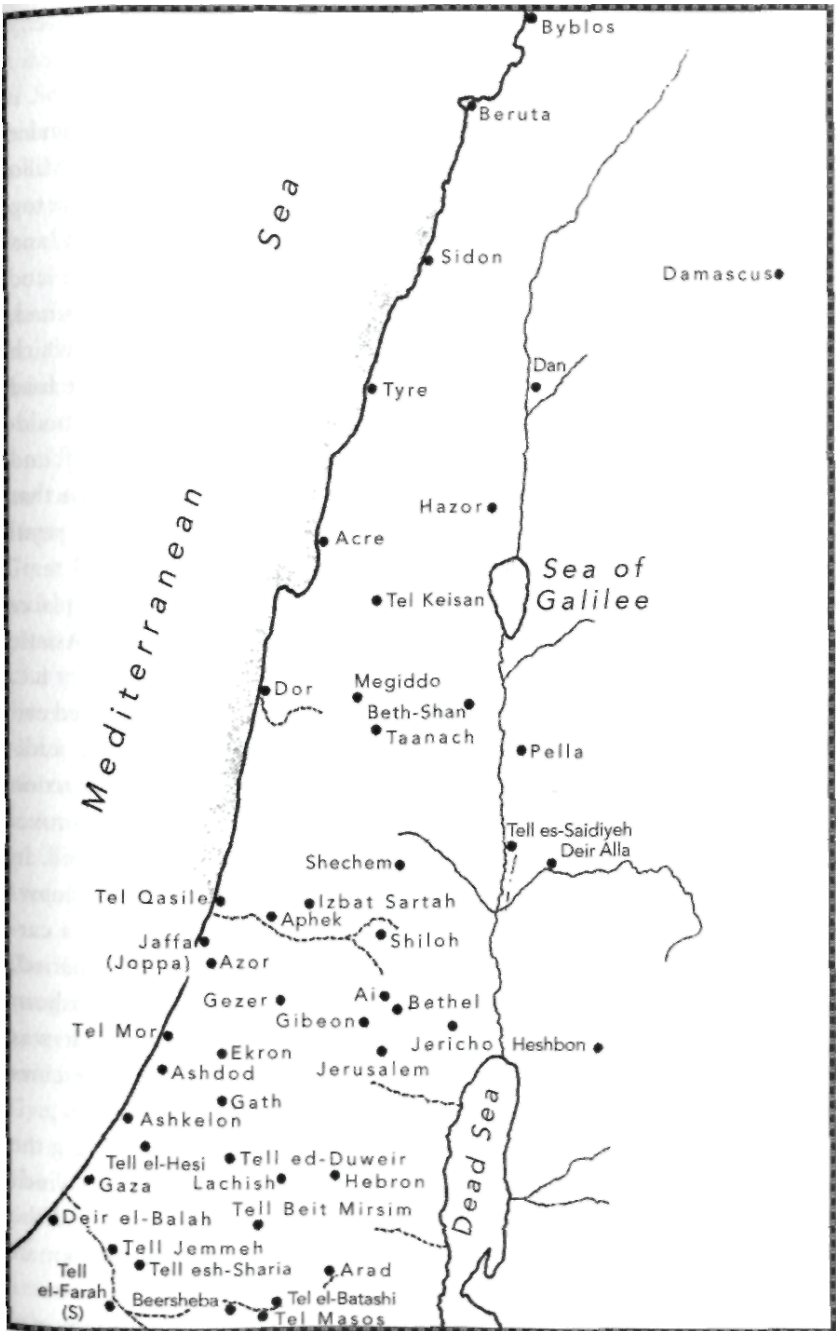 Byblos
Beruta
Sea
Sidon
Damascus
Dan
Tyre
Hazor
Mediterranean
Acre
Sea of
Galilee
Tel Keisan
Dor
Megiddo
Beth-Shan
Taanach
Pella
Tell es-Saidiyeh
Deir Alla
Shechem
Tel Qasile
Izbat Sartah
Aphek
Shiloh
Jaffa
(Joppa)
Azor
Gezer
Ai
Bethel
Gibeon
Tel Mor
Jericho
Heshbon
Ekron
Jerusalem
Ashdod
Gath
Ashkelon
Dead Sea
Tell el-Hesi
Tell ed-Duweir
Gaza
Lachish
Hebron
Tell Beit Mirsim
Deir el-Balah
Tell Jemmeh
Tell esh-Sharia
Arad
Tell
el-Farah
(S)
Beersheba
Tel el-Batashi
Tel Masos